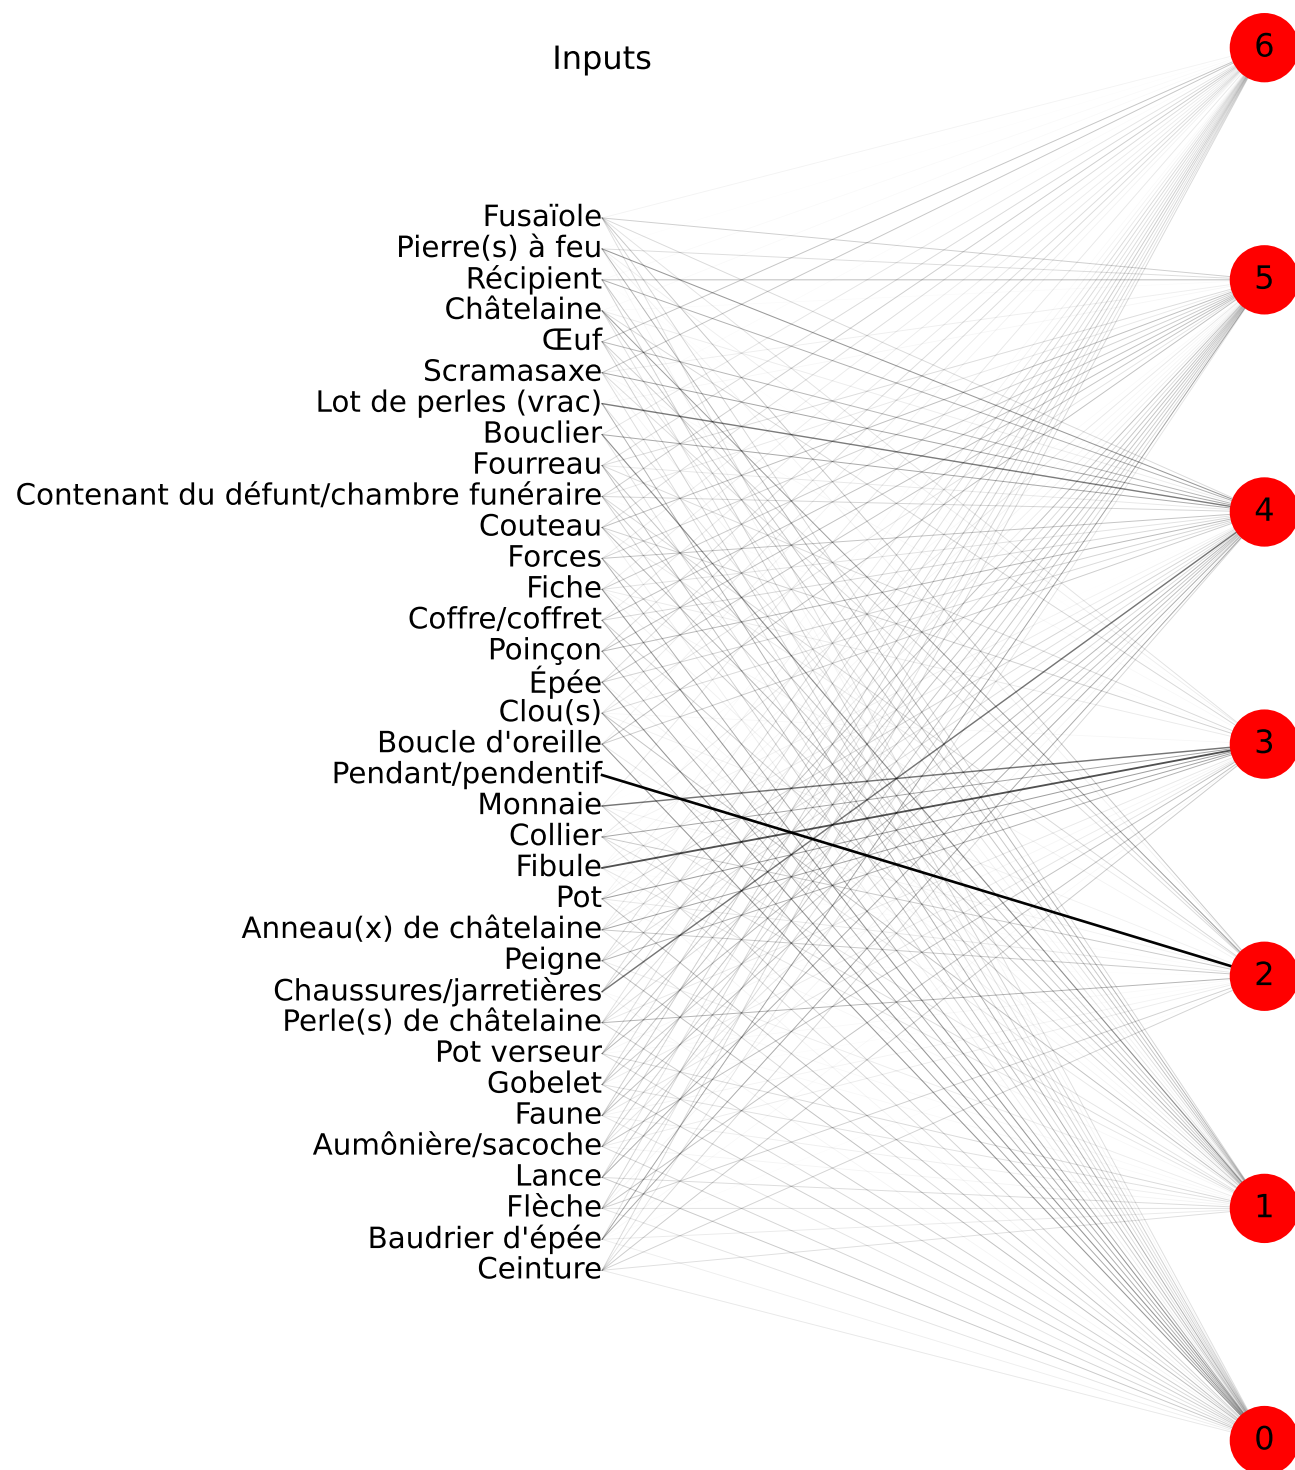 Inputs
6
Fusaïole
Pierre(s) à feu
Récipient
5
Châtelaine
Œuf
Scramasaxe
Lot de perles (vrac)
Bouclier
Fourreau
Contenant du défunt/chambre funéraire
4
Couteau
Forces
Fiche
Coffre/coffret
Poinçon
Épée
Clou(s)
Boucle d'oreille
3
Pendant/pendentif
Monnaie
Collier
Fibule
Pot
Anneau(x) de châtelaine
Peigne
2
Chaussures/jarretières
Perle(s) de châtelaine
Pot verseur
Gobelet
Faune
Aumônière/sacoche
Lance
Flèche
1
Baudrier d'épée
Ceinture
0